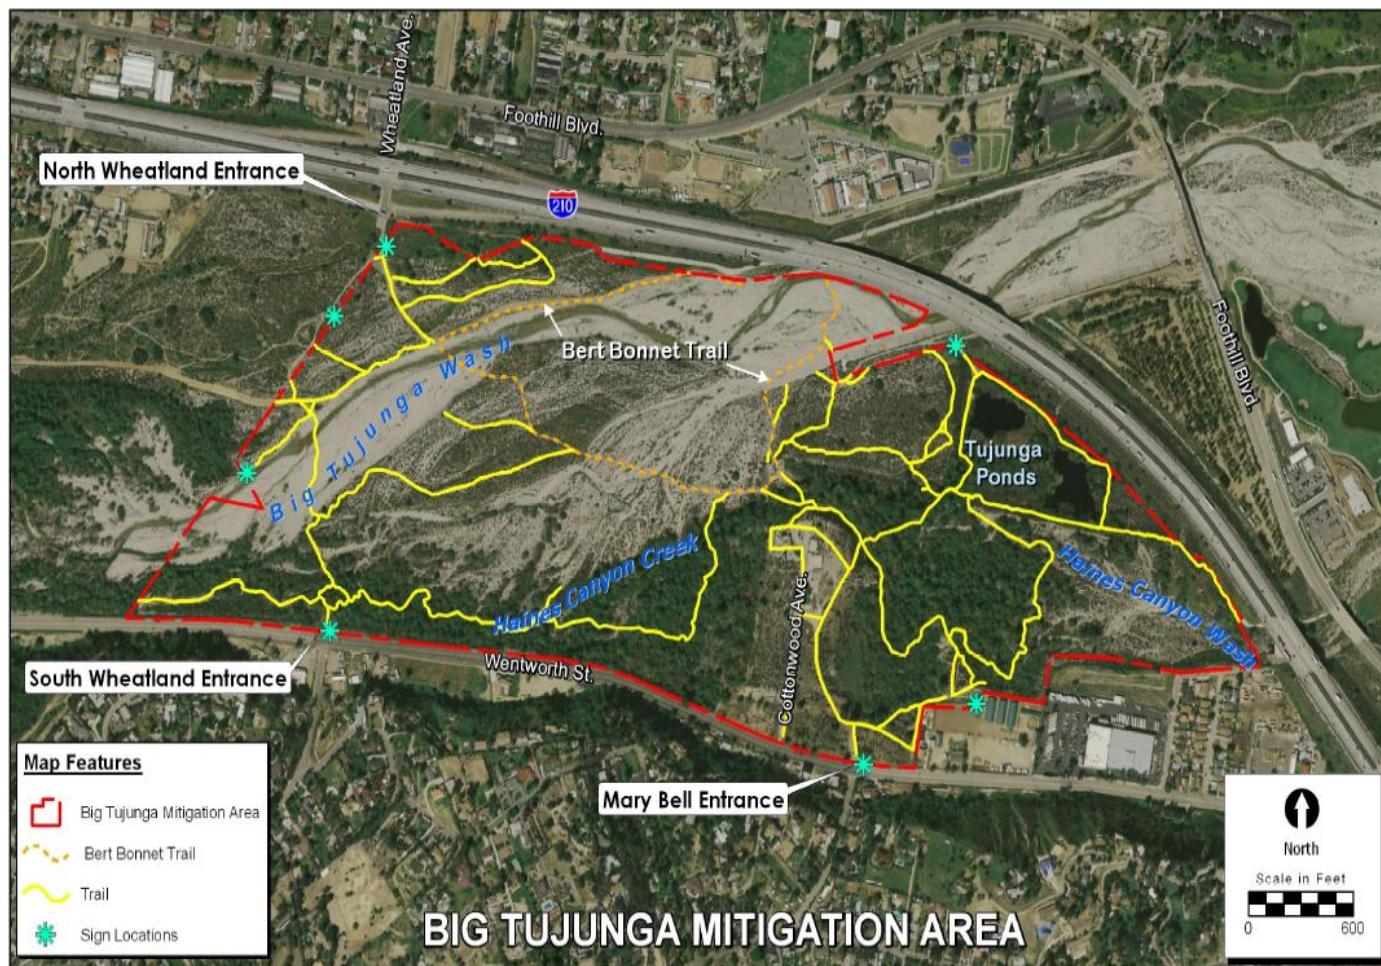 Wheatland Ave.
Foothill Blvd.
North Wheatland Entrance
210
Foothill Blvd.
Bert Bonnet Trail
Big Tujunga Wash
Tujunga
Ponds
Haines Canyon Creek
Haines Canyon Wash
Cottonwood Ave.
South Wheatland Entrance
Wentworth St.
Mary Bell Entrance
Map Features
Big Tujunga Mitigation Area
Bert Bonnet Trail
Trail
Sign Locations
North
Scale in Feet
0 600
BIG TUJUNGA MITIGATION AREA